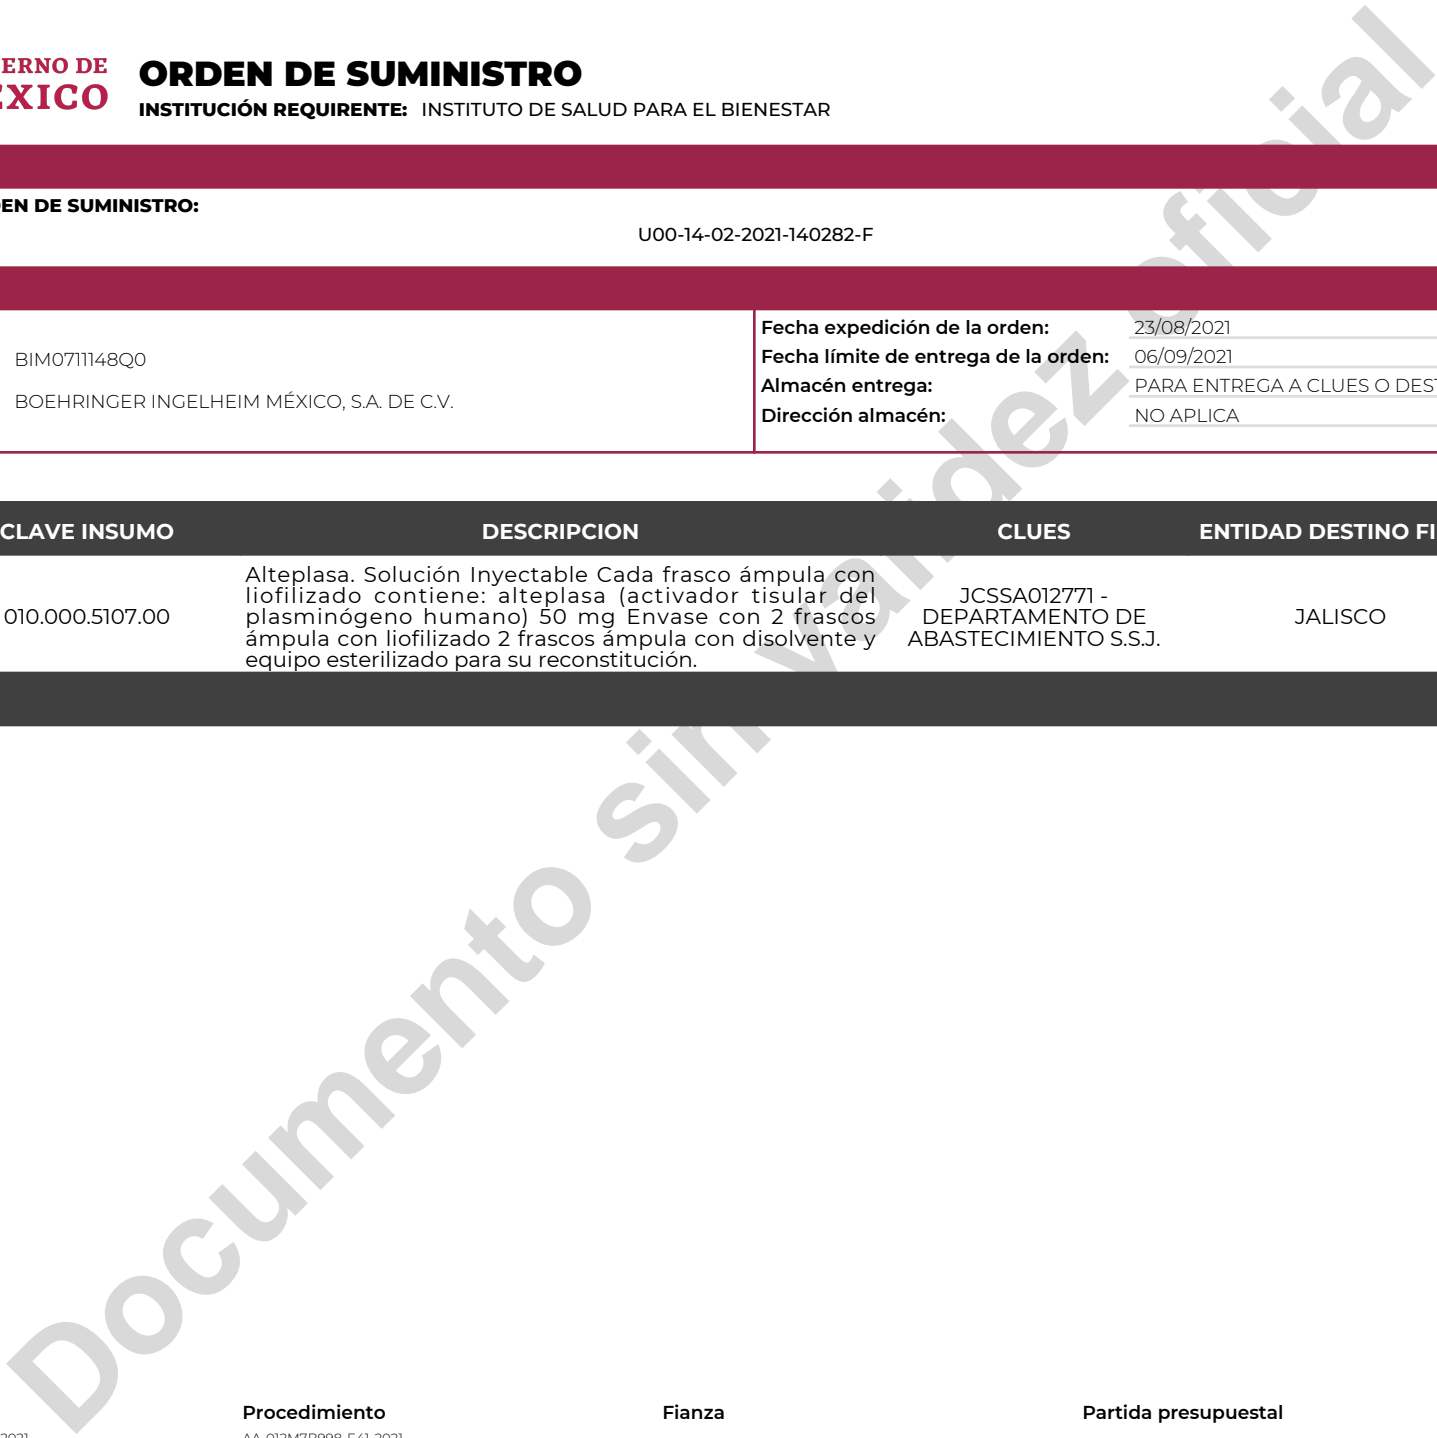 ERNO DE
ÉXICO
ORDEN DE SUMINISTRO
INSTITUCIÓN REQUIRENTE: INSTITUTO DE SALUD PARA EL BIENESTAR
EN DE SUMINISTRO:
U00-14-02-2021-140282-F
BIM0711148Q0
BOEHRINGER INGELHEIM MÉXICO, S.A. DE C.V.
Fecha expedición de la orden: 23/08/2021
Fecha límite de entrega de la orden: 06/09/2021
Almacén entrega: PARA ENTREGA A CLUES O DEST
Dirección almacén: NO APLICA
CLAVE INSUMO DESCRIPCION CLUES ENTIDAD DESTINO FI
010.000.5107.00
Alteplasa. Solución Inyectable Cada frasco ámpula con
liofilizado contiene: alteplasa (activador tisular del
plasminógeno humano) 50 mg Envase con 2 frascos
ámpula con liofilizado 2 frascos ámpula con disolvente y
equipo esterilizado para su reconstitución.
JCSSA012771 -
DEPARTAMENTO DE
ABASTECIMIENTO S.S.J.
JALISCO
Documento sin validez oficial
Procedimiento Fianza Partida presupuestal